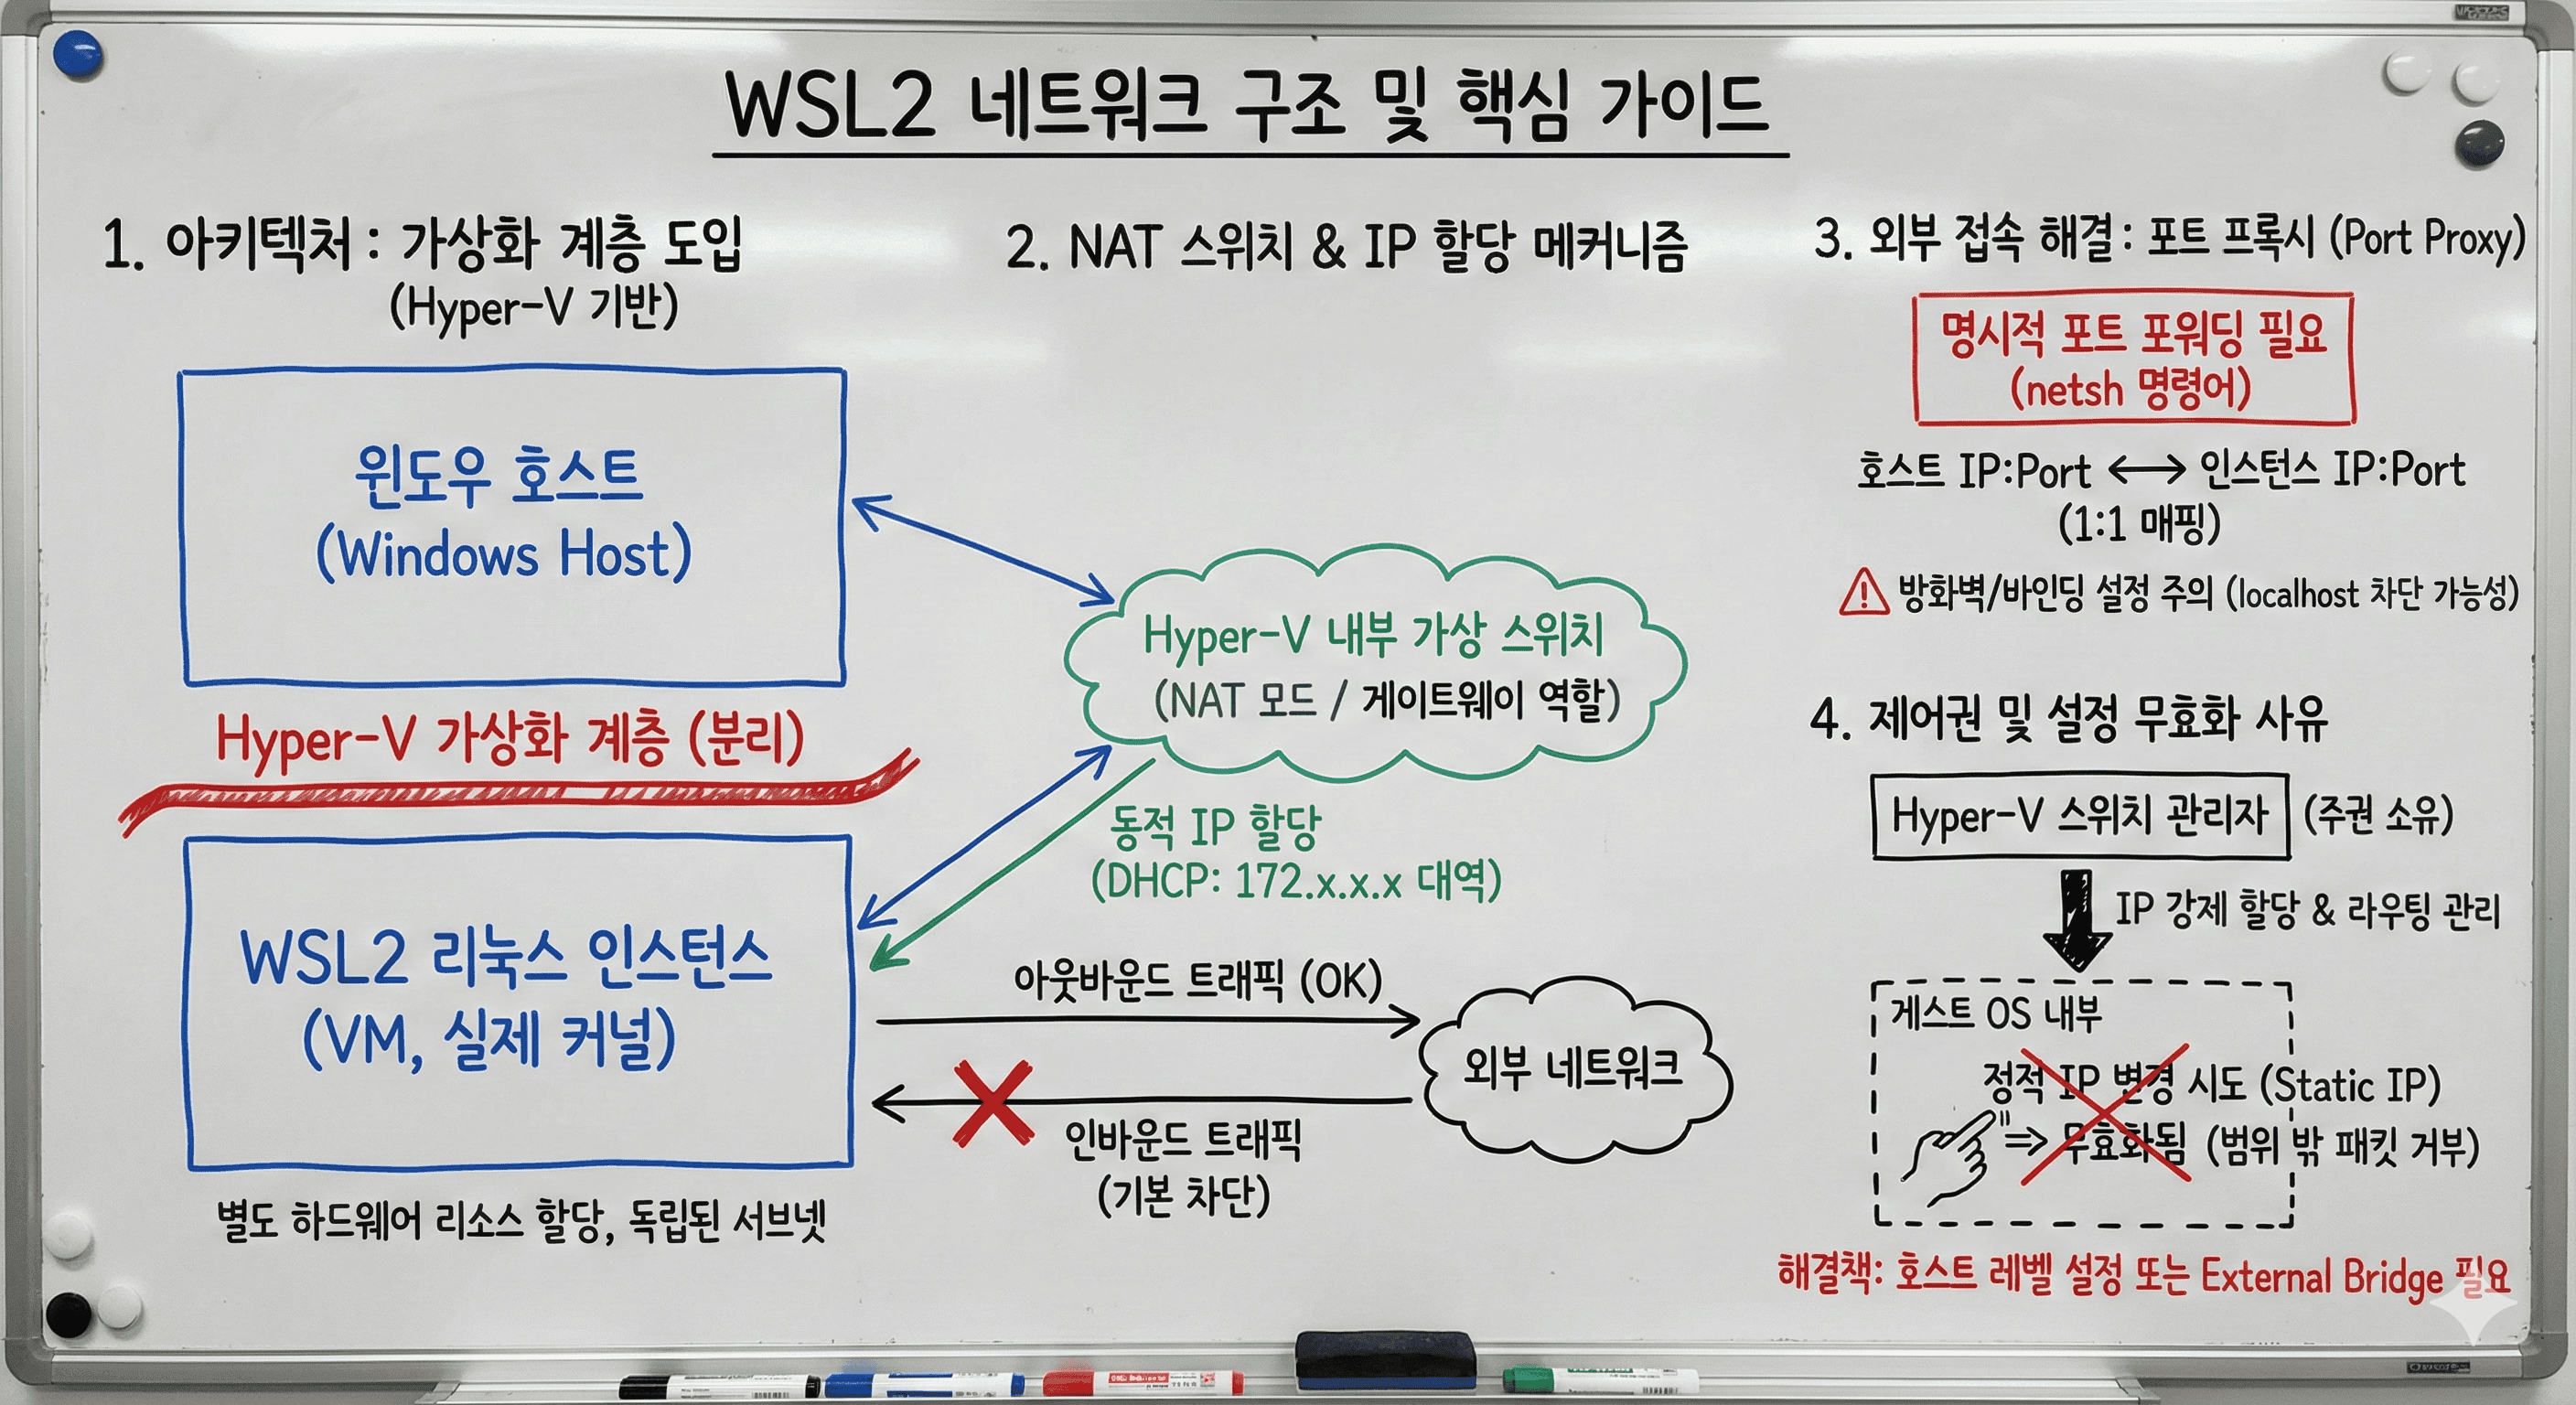 WSL2 네트워크 구조 및 핵심 가이드
1. 아키텍처 : 가상화 계층 도입
(Hyper-V 기반)
윈도우 호스트
(Windows Host)
Hyper-V 가상화 계층 (분리)
WSL2 리눅스 인스턴스
(VM, 실제 커널)
별도 하드웨어 리소스 할당, 독립된 서브넷
2. NAT 스위치 & IP 할당 메커니즘
Hyper-V 내부 가상 스위치
(NAT 모드 / 게이트웨이 역할)
동적 IP 할당
(DHCP: 172.x.x.x 대역)
아웃바운드 트래픽 (OK)
외부 네트워크
인바운드 트래픽
(기본 차단)
3. 외부 접속 해결 : 포트 프록시 (Port Proxy)
명시적 포트 포워딩 필요
(netsh 명령어)
호스트 IP:Port ⟷ 인스턴스 IP:Port
(1:1 매핑)
⚠ 방화벽/바인딩 설정 주의 (localhost 차단 가능성)
4. 제어권 및 설정 무효화 사유
Hyper-V 스위치 관리자 (주권 소유)
IP 강제 할당 & 라우팅 관리
게스트 OS 내부
정적 IP 변경 시도 (Static IP)
⇒ 무효화됨 (범위 밖 패킷 거부)
해결책: 호스트 레벨 설정 또는 External Bridge 필요